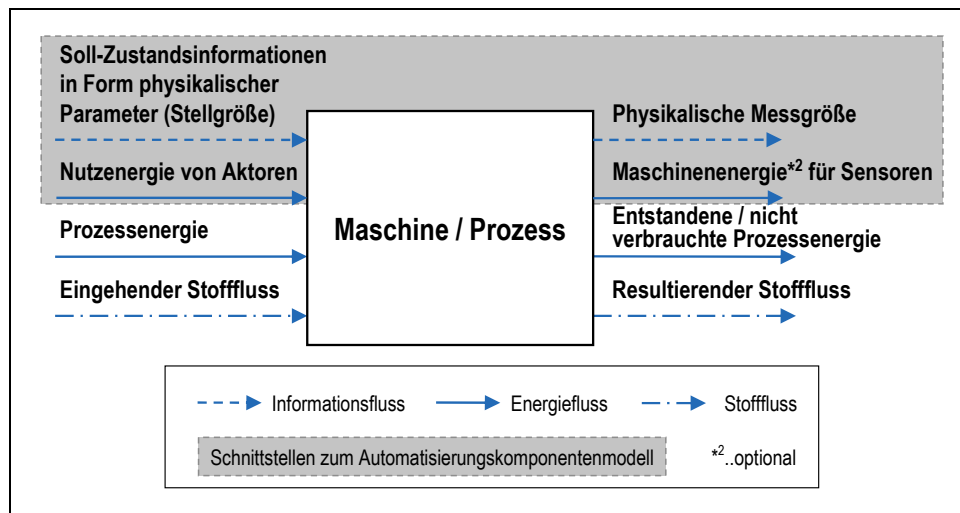 Soll-Zustandsinformationen
in Form physikalischer
Parameter (Stellgröße)
Physikalische Messgröße
Nutzenergie von Aktoren
Maschinenenergie*2 für Sensoren
Maschine / Prozess
Prozessenergie
Entstandene / nicht
verbrauchte Prozessenergie
Eingehender Stofffluss
Resultierender Stofffluss
Informationsfluss
Energiefluss
Stofffluss
Schnittstellen zum Automatisierungskomponentenmodell
*2..optional